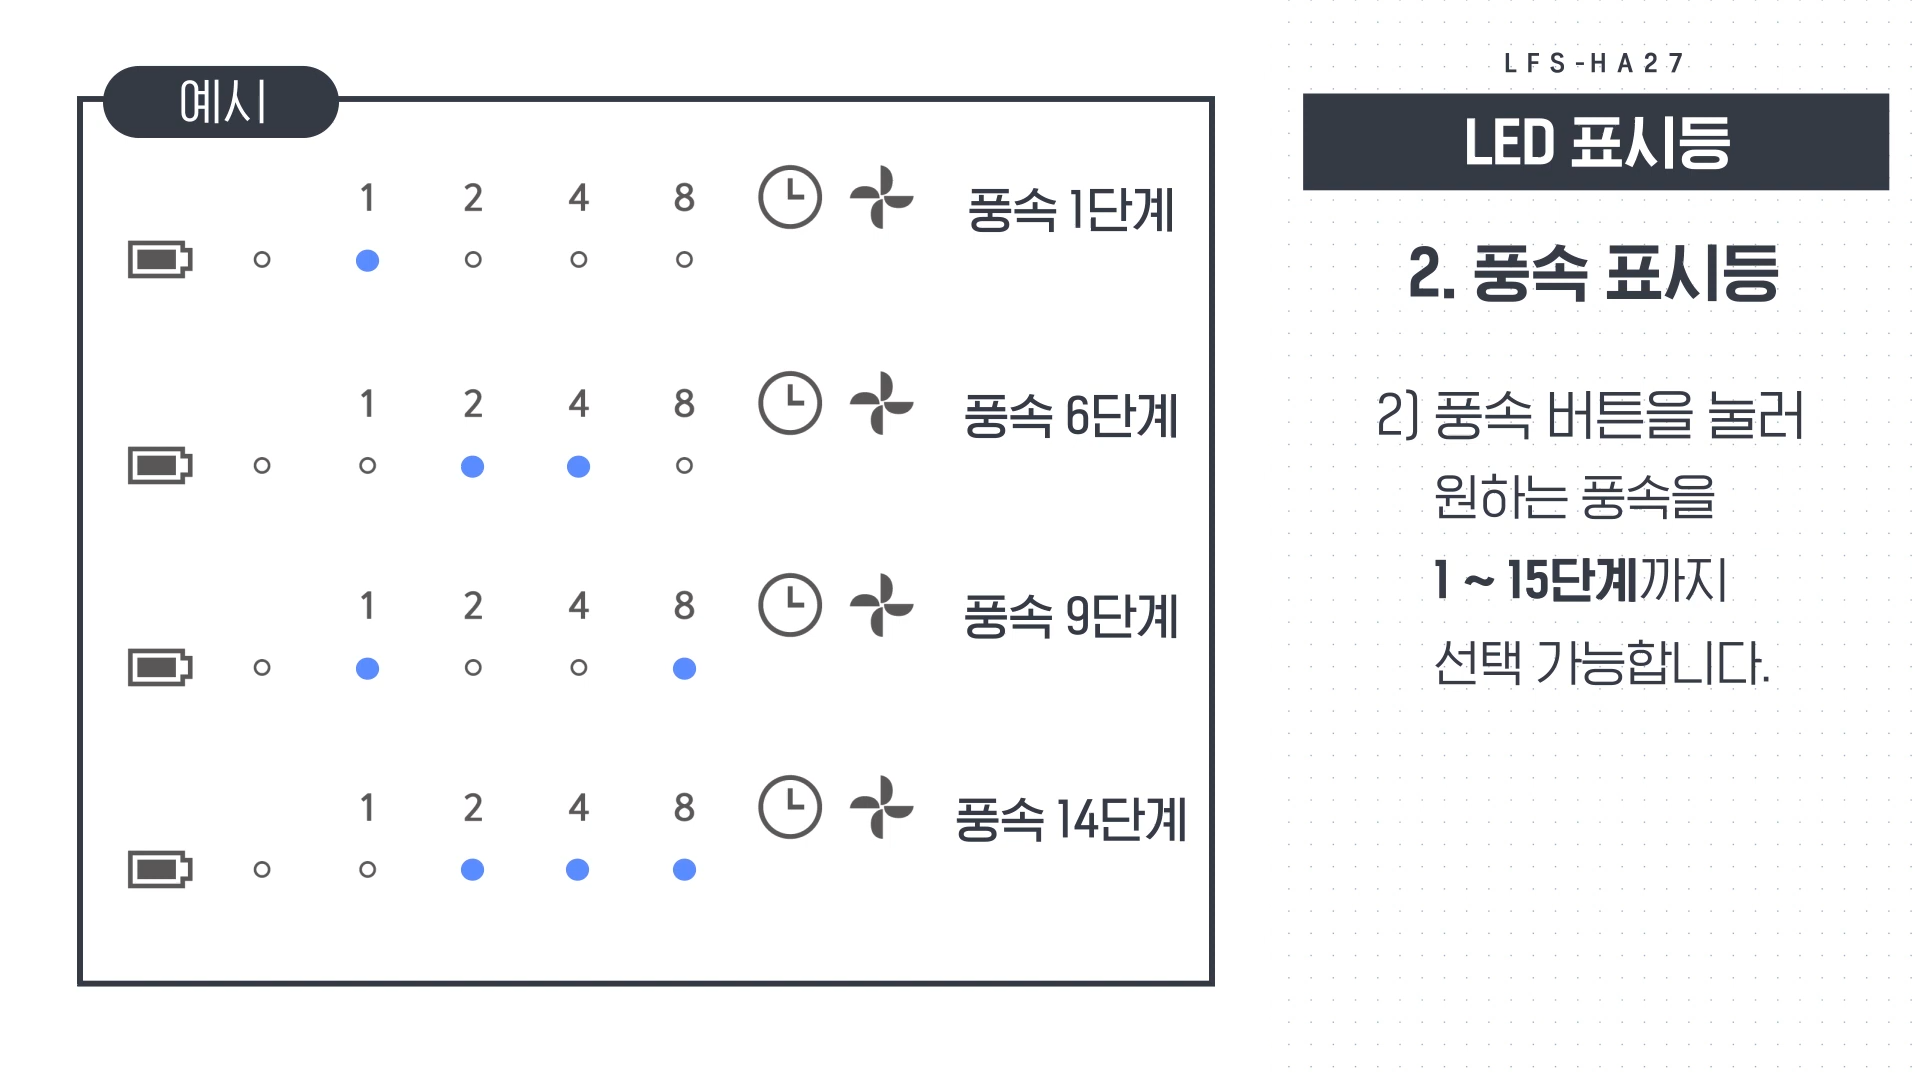 예시
1 2 4 8 풍속 1단계
1 2 4 8 풍속 6단계
1 2 4 8 풍속 9단계
1 2 4 8 풍속 14단계
LFS-HA27
LED 표시등
2. 풍속 표시등
2) 풍속 버튼을 눌러
원하는 풍속을
1 ~ 15단계까지
선택 가능합니다.